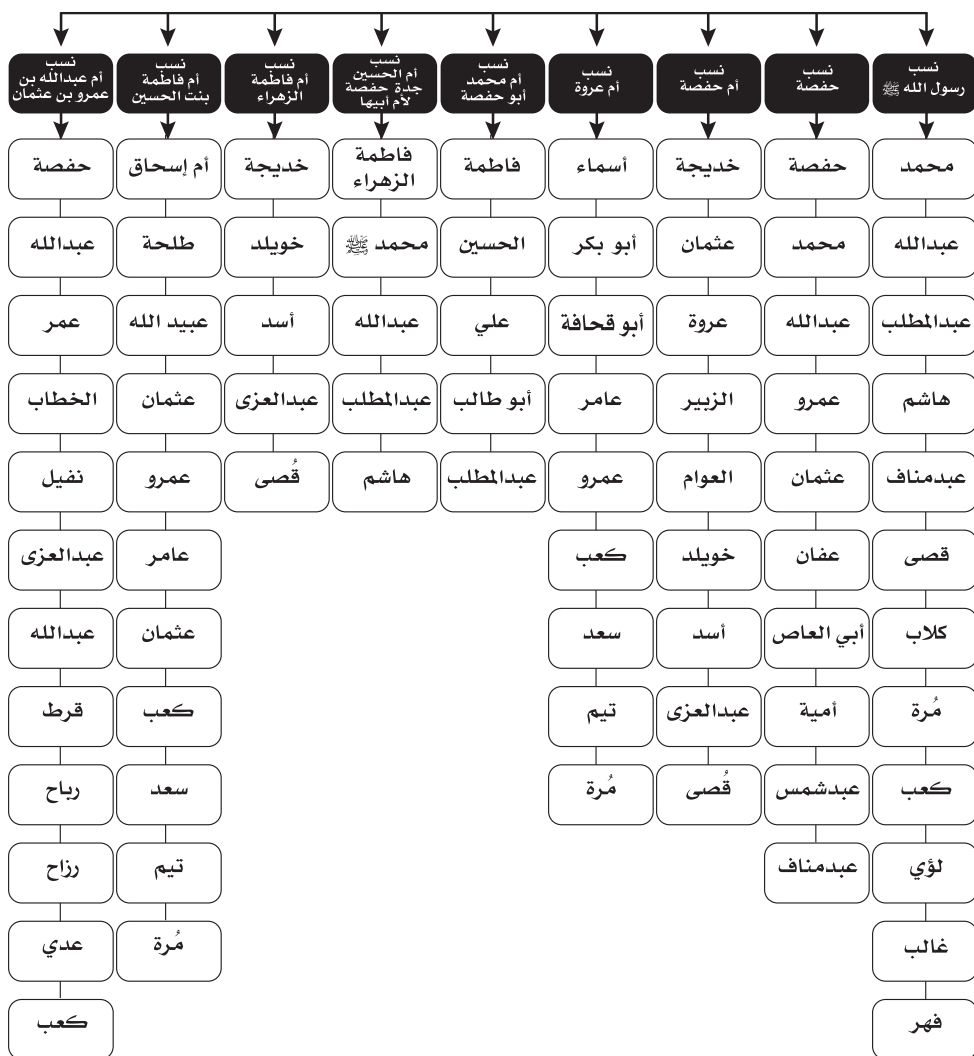 نسب
رسول الله ﷺ
محمد
عبدالله
عبدالمطلب
هاشم
عبدمناف
قصى
كلاب
مُرة
كعب
لؤي
غالب
فهر
نسب
حفصة
حفصة
محمد
عبدالله
عمرو
عثمان
عفان
أبي العاص
أمية
عبدشمس
عبدمناف
نسب
أم حفصة
خديجة
عثمان
عروة
الزبير
العوام
خويلد
أسد
عبدالعزى
قُصى
نسب
أم عروة
أسماء
أبو بكر
أبو قحافة
عامر
عمرو
كعب
سعد
تيم
مُرة
نسب
أم محمد
أبو حفصة
فاطمة
الحسين
علي
أبو طالب
عبدالمطلب
نسب
أم الحسين
جدة حفصة
لأم أبيها
فاطمة
الزهراء
محمد ﷺ
عبدالله
عبدالمطلب
هاشم
نسب
أم فاطمة
الزهراء
خديجة
خويلد
أسد
عبدالعزى
قُصى
نسب
أم فاطمة
بنت الحسين
أم إسحاق
طلحة
عبيد الله
عثمان
عمرو
عامر
عثمان
كعب
سعد
تيم
مُرة
نسب
أم عبدالله بن
عمرو بن عثمان
حفصة
عبدالله
عمر
الخطاب
نفيل
عبدالعزى
عبدالله
قرط
رياح
رزاح
عدي
كعب